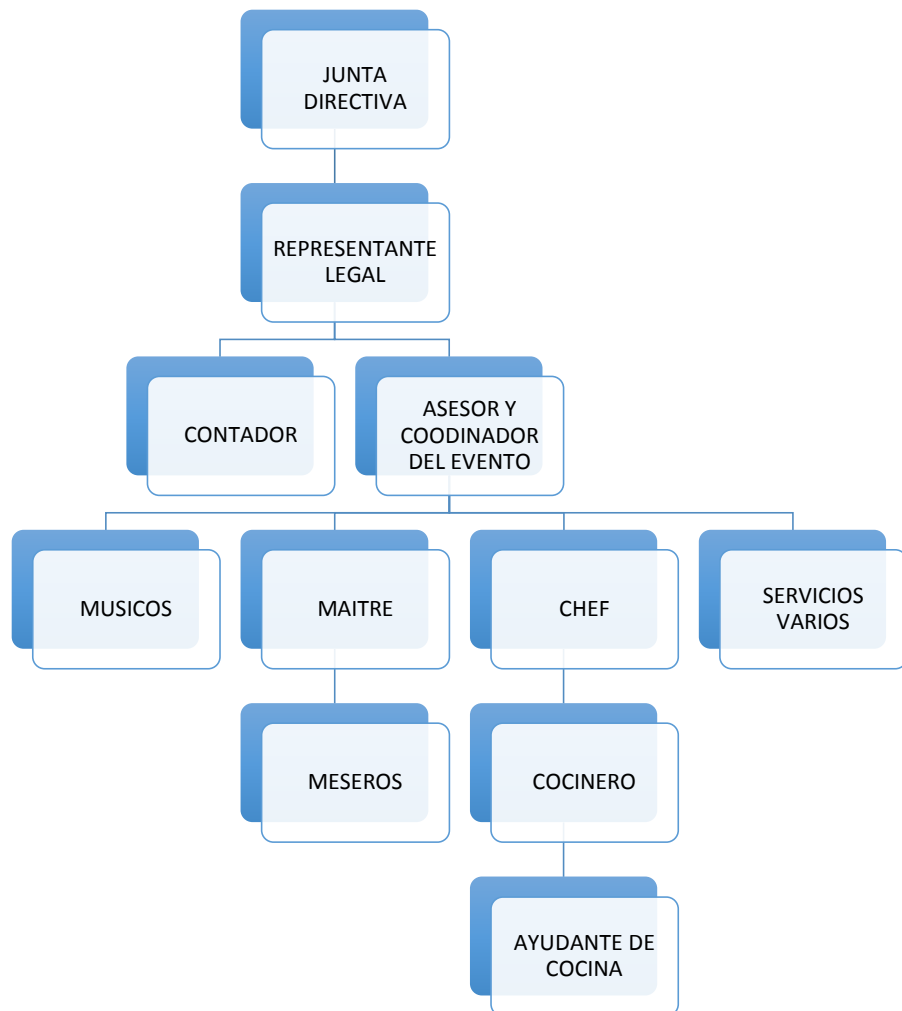 JUNTA
DIRECTIVA
REPRESENTANTE
LEGAL
CONTADOR
ASESOR Y
COODINADOR
DEL EVENTO
MUSICOS
MAITRE
CHEF
SERVICIOS
VARIOS
MESEROS
COCINERO
AYUDANTE DE
COCINA